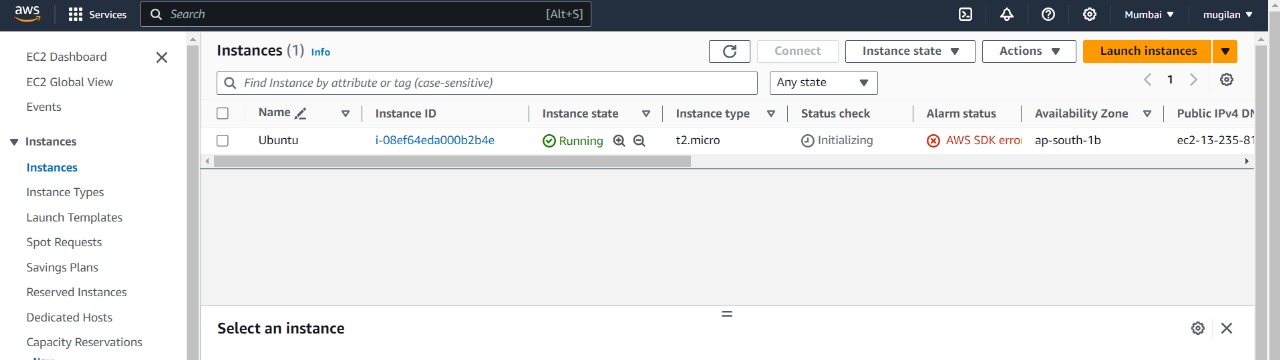 aws
Services
Search
[Alt+S]
Mumbai
mugilan
EC2 Dashboard
EC2 Global View
Events
Instances
Instances
Instance Types
Launch Templates
Spot Requests
Savings Plans
Reserved Instances
Dedicated Hosts
Capacity Reservations
New
Instances (1) Info
Connect
Instance state
Actions
Launch instances
Find Instance by attribute or tag (case-sensitive)
Any state
1
Name Instance ID Instance state Instance type Status check Alarm status Availability Zone Public IPv4 DN
Ubuntu i-08ef64eda000b2b4e Running t2.micro Initializing AWS SDK error ap-south-1b ec2-13-235-81
Select an instance